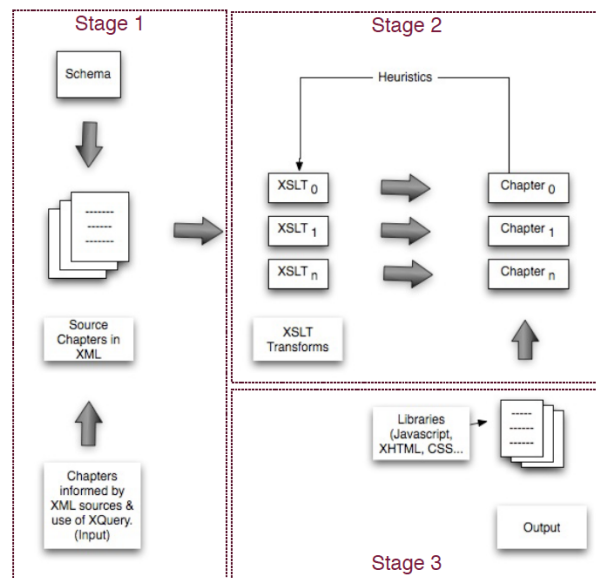 Stage 1
Schema
-------
------
-------
Source
Chapters in
XML
Chapters
informed by
XML sources &
use of XQuery.
(Input)
Stage 2
Heuristics
XSLT 0
Chapter 0
XSLT 1
Chapter 1
XSLT n
Chapter n
XSLT
Transforms
Libraries
(Javascript,
XHTML, CSS...
-----
------
------
Output
Stage 3